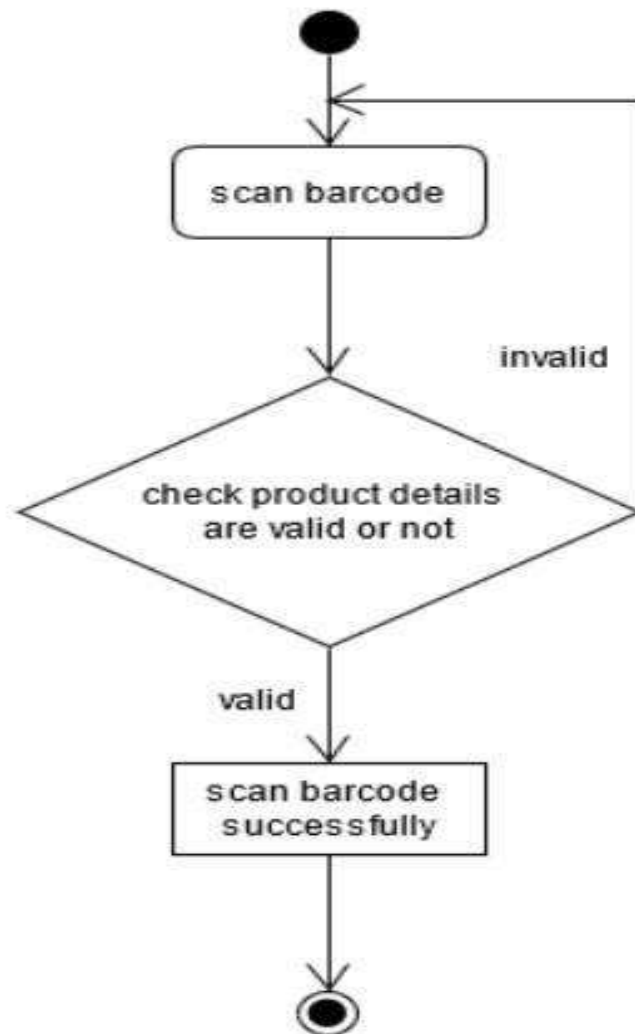 scan barcode
invalid
check product details
are valid or not
valid
scan barcode
successfully